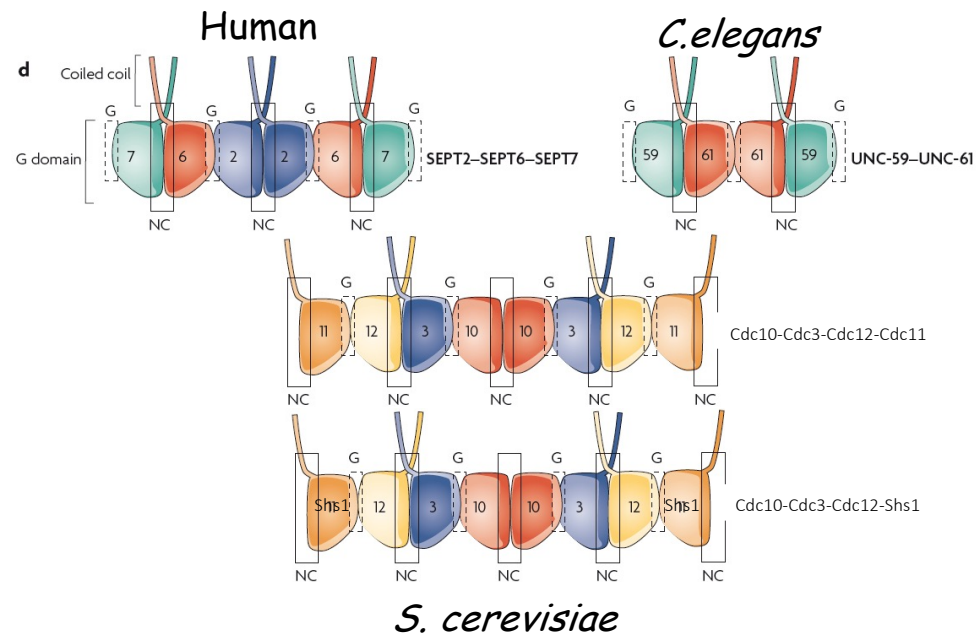 Human
C.elegans
d
Coiled coil
G
G
G
G
G
G
G
G domain
7
6
2
2
6
7
SEPT2–SEPT6–SEPT7
59
61
61
59
UNC-59–UNC-61
NC
NC
NC
NC
NC
G
G
G
G
11
12
3
10
10
3
12
11
Cdc10-Cdc3-Cdc12-Cdc11
NC
NC
NC
NC
NC
G
G
G
G
Shs1
12
3
10
10
3
12
Shs1
Cdc10-Cdc3-Cdc12-Shs1
NC
NC
NC
NC
NC
S. cerevisiae